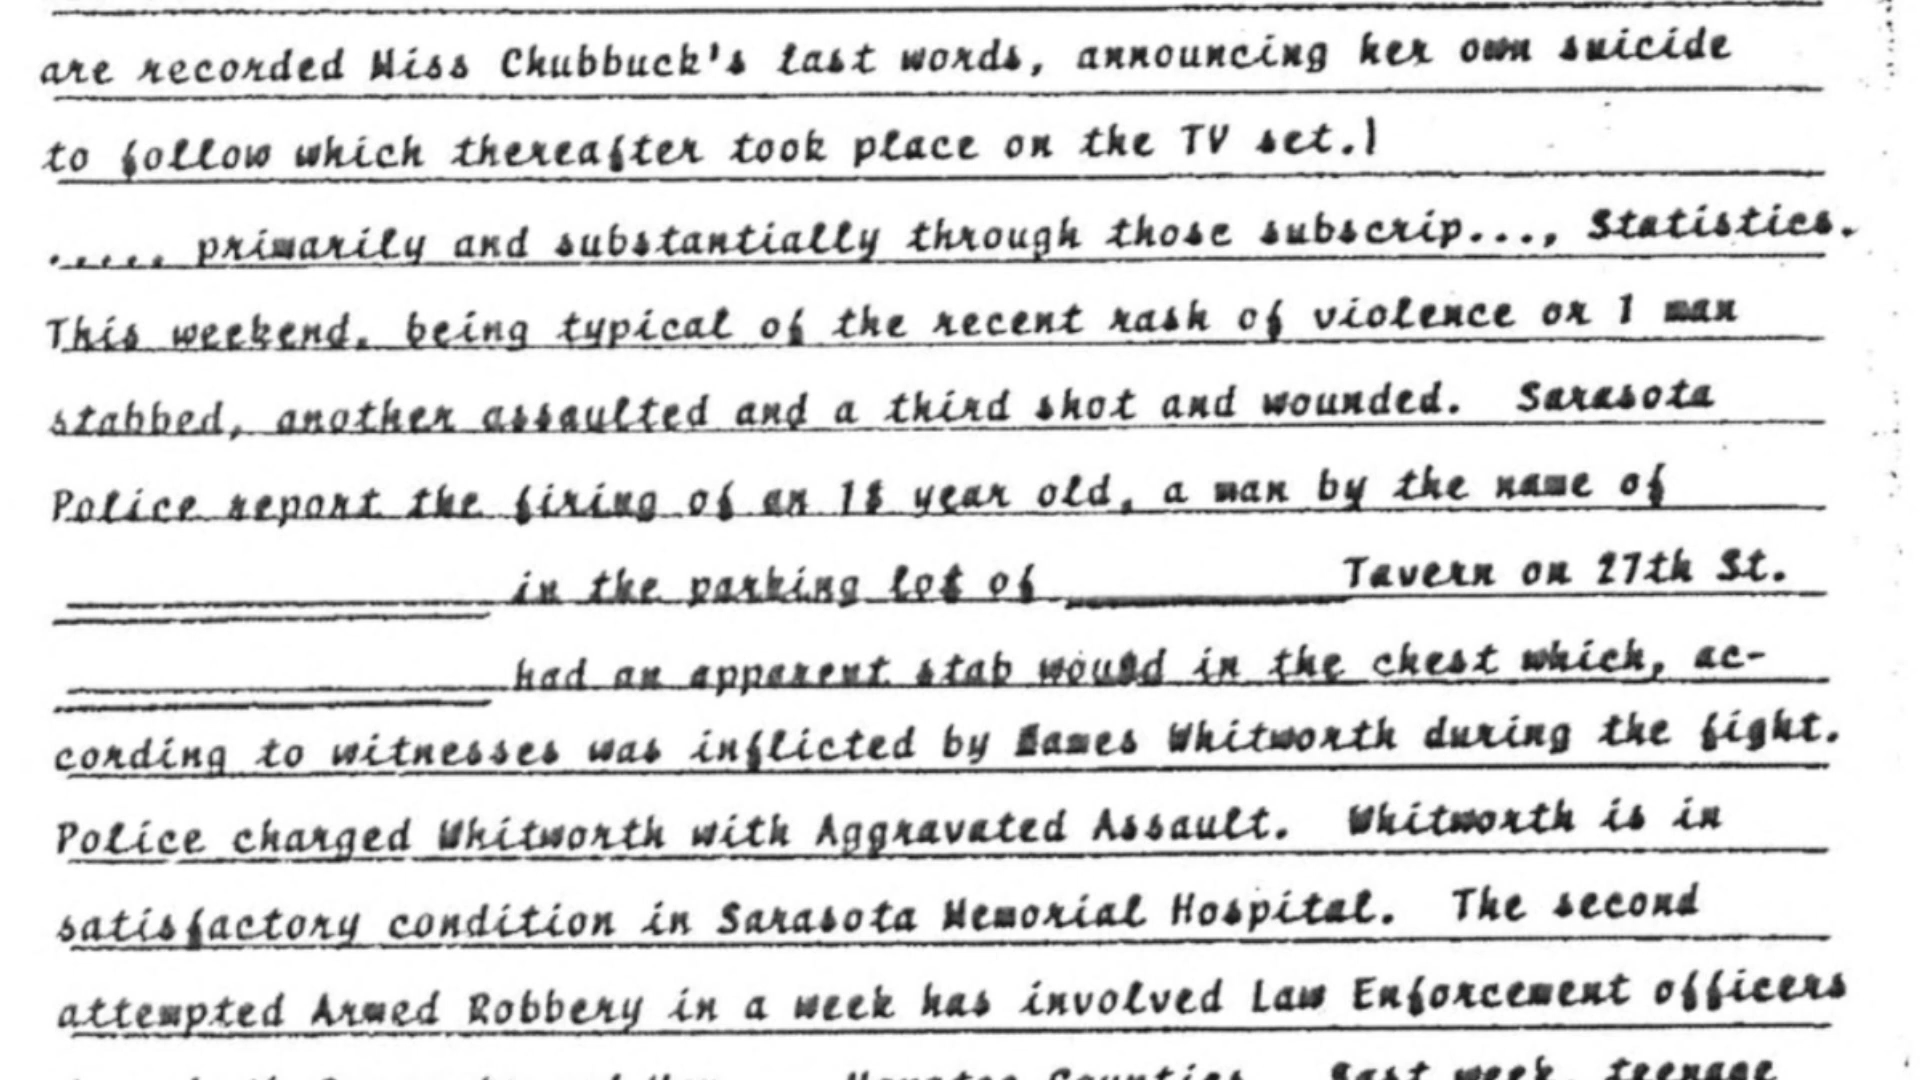 are recorded Miss Chubbuck's last words, announcing her own suicide
to follow which thereafter took place on the TV set.)
..... primarily and substantially through those subscrip..., Statistics.
This weekend, being typical of the recent rash of violence or 1 man
stabbed, another assaulted and a third shot and wounded. Sarasota
Police report the firing of an 18 year old, a man by the name of
in the parking lot of Tavern on 27th St.
had an apparent stab wound in the chest which, ac-
cording to witnesses was inflicted by James Whitworth during the fight.
Police charged Whitworth with Aggravated Assault. Whitworth is in
satisfactory condition in Sarasota Memorial Hospital. The second
attempted Armed Robbery in a week has involved Law Enforcement officers
Manatee Counties. Last week, teenage